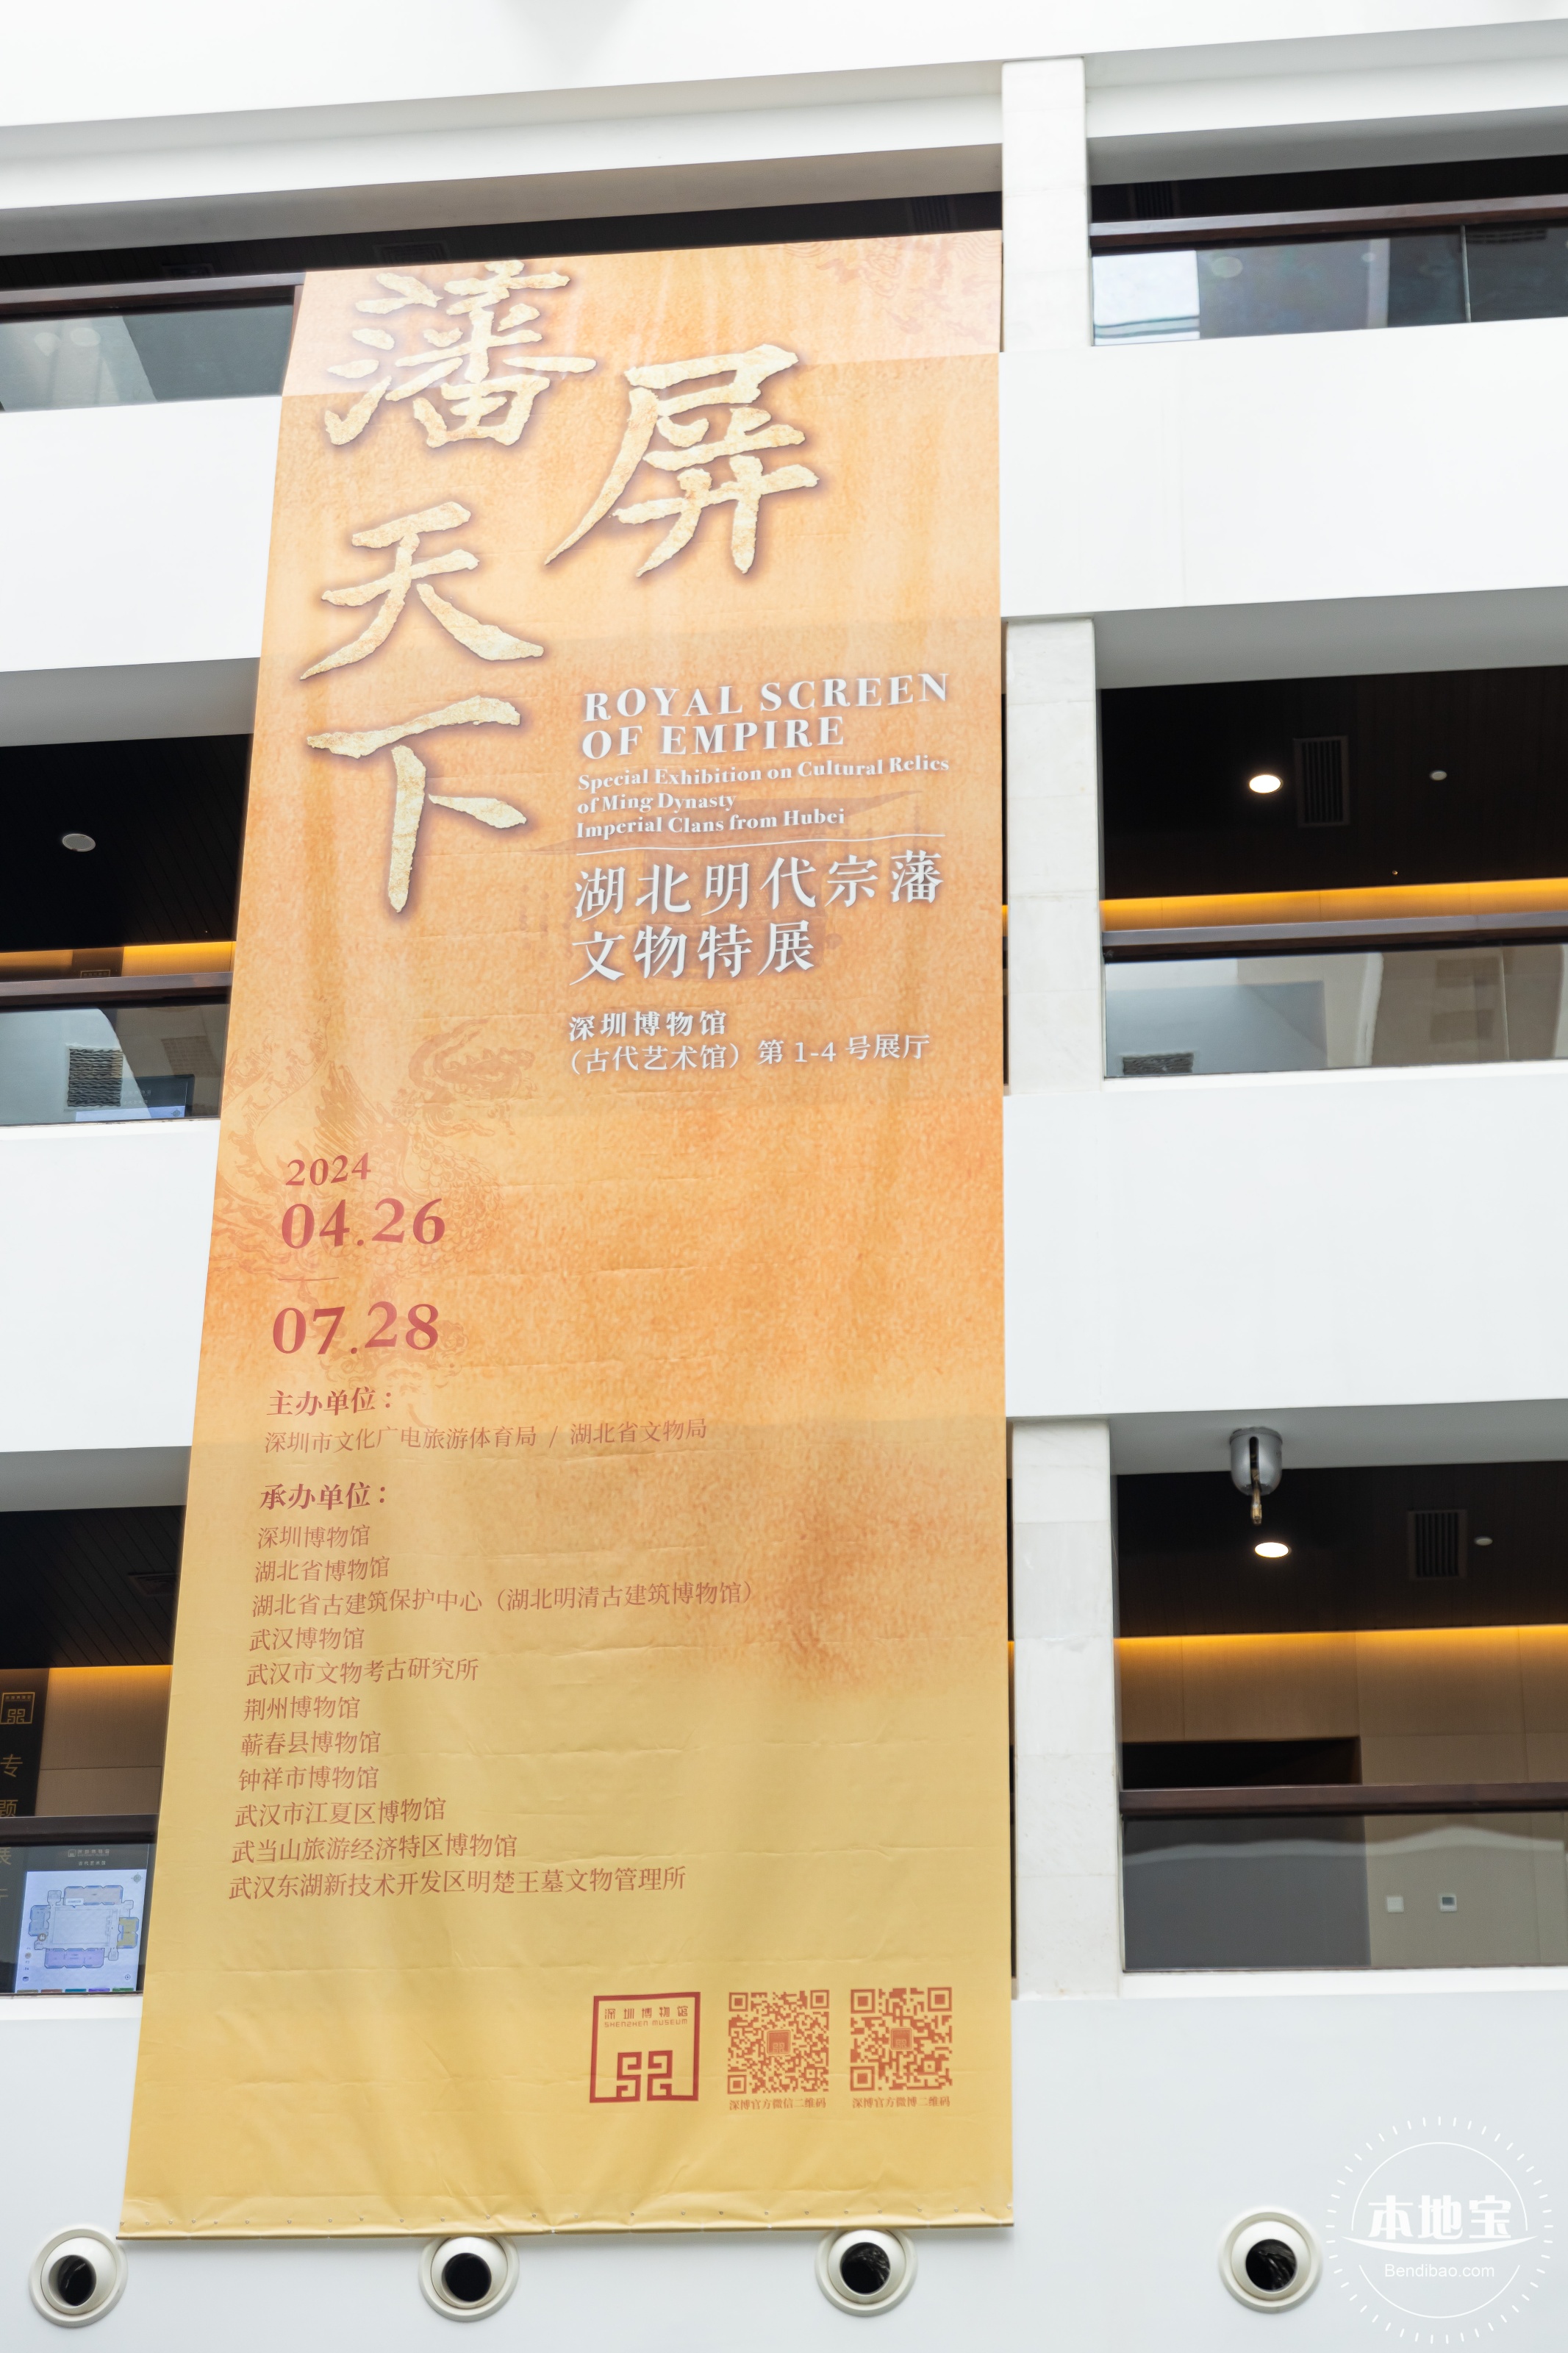 藩屏
天下
ROYAL SCREEN
OF EMPIRE
Special Exhibition on Cultural Relics
of Ming Dynasty
Imperial Clans from Hubei
湖北明代宗藩
文物特展
深圳博物馆
（古代艺术馆）第 1-4 号展厅
2024
04.26
07.28
主办单位：
深圳市文化广电旅游体育局 / 湖北省文物局
承办单位：
深圳博物馆
湖北省博物馆
湖北省古建筑保护中心（湖北明清古建筑博物馆）
武汉博物馆
武汉市文物考古研究所
荆州博物馆
蕲春县博物馆
钟祥市博物馆
武汉市江夏区博物馆
武当山旅游经济特区博物馆
武汉东湖新技术开发区明楚王墓文物管理所
深圳博物馆
SHENZHEN MUSEUM
深博官方微信二维码
深博官方微博二维码
专
题
展
本地宝
Bendibao.com